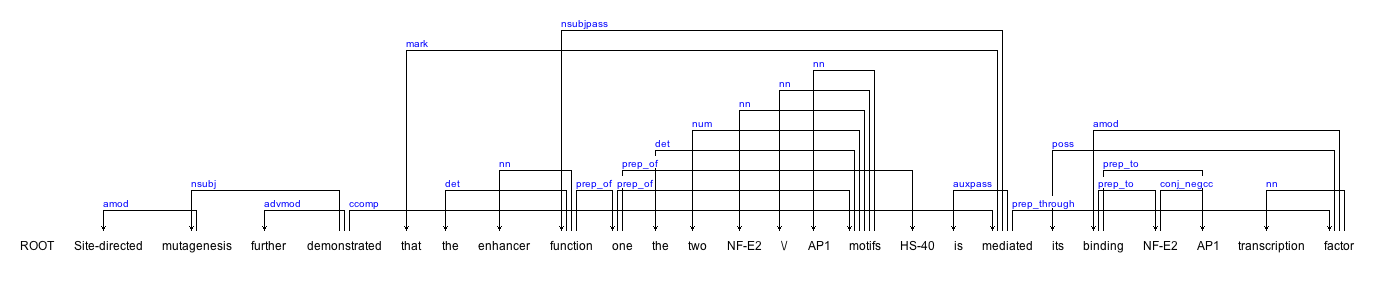 nsubjpass
mark
nn
nn
nn
num amod
det poss
nn prep_of prep_to
nsubj det prep_of prep_of auxpass prep_to conj_negcc nn
amod advmod ccomp prep_through
ROOT Site-directed mutagenesis further demonstrated that the enhancer function one the two NF-E2 \/ AP1 motifs HS-40 is mediated its binding NF-E2 AP1 transcription factor